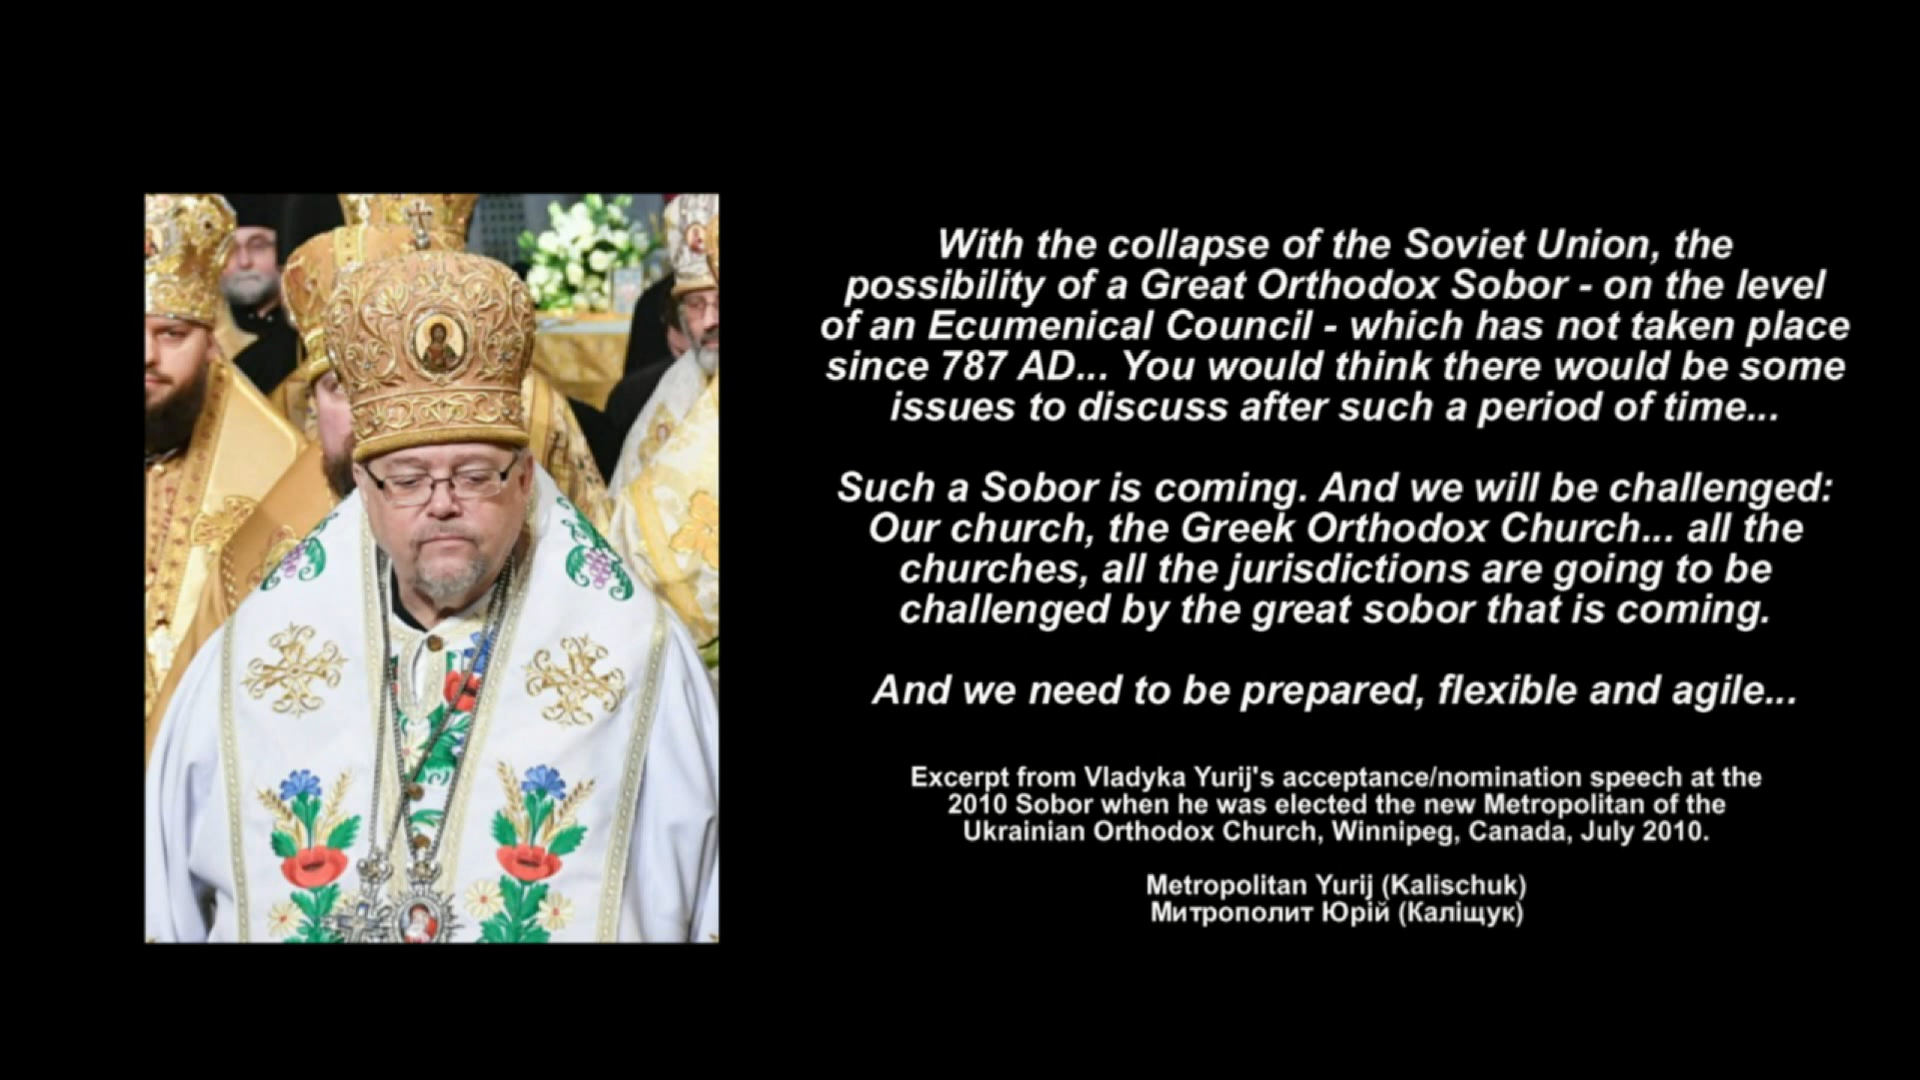 With the collapse of the Soviet Union, the
possibility of a Great Orthodox Sobor - on the level
of an Ecumenical Council - which has not taken place
since 787 AD... You would think there would be some
issues to discuss after such a period of time...
Such a Sobor is coming. And we will be challenged:
Our church, the Greek Orthodox Church... all the
churches, all the jurisdictions are going to be
challenged by the great sobor that is coming.
And we need to be prepared, flexible and agile...
Excerpt from Vladyka Yurij's acceptance/nomination speech at the
2010 Sobor when he was elected the new Metropolitan of the
Ukrainian Orthodox Church, Winnipeg, Canada, July 2010.
Metropolitan Yurij (Kalischuk)
Митрополит Юрій (Каліщук)